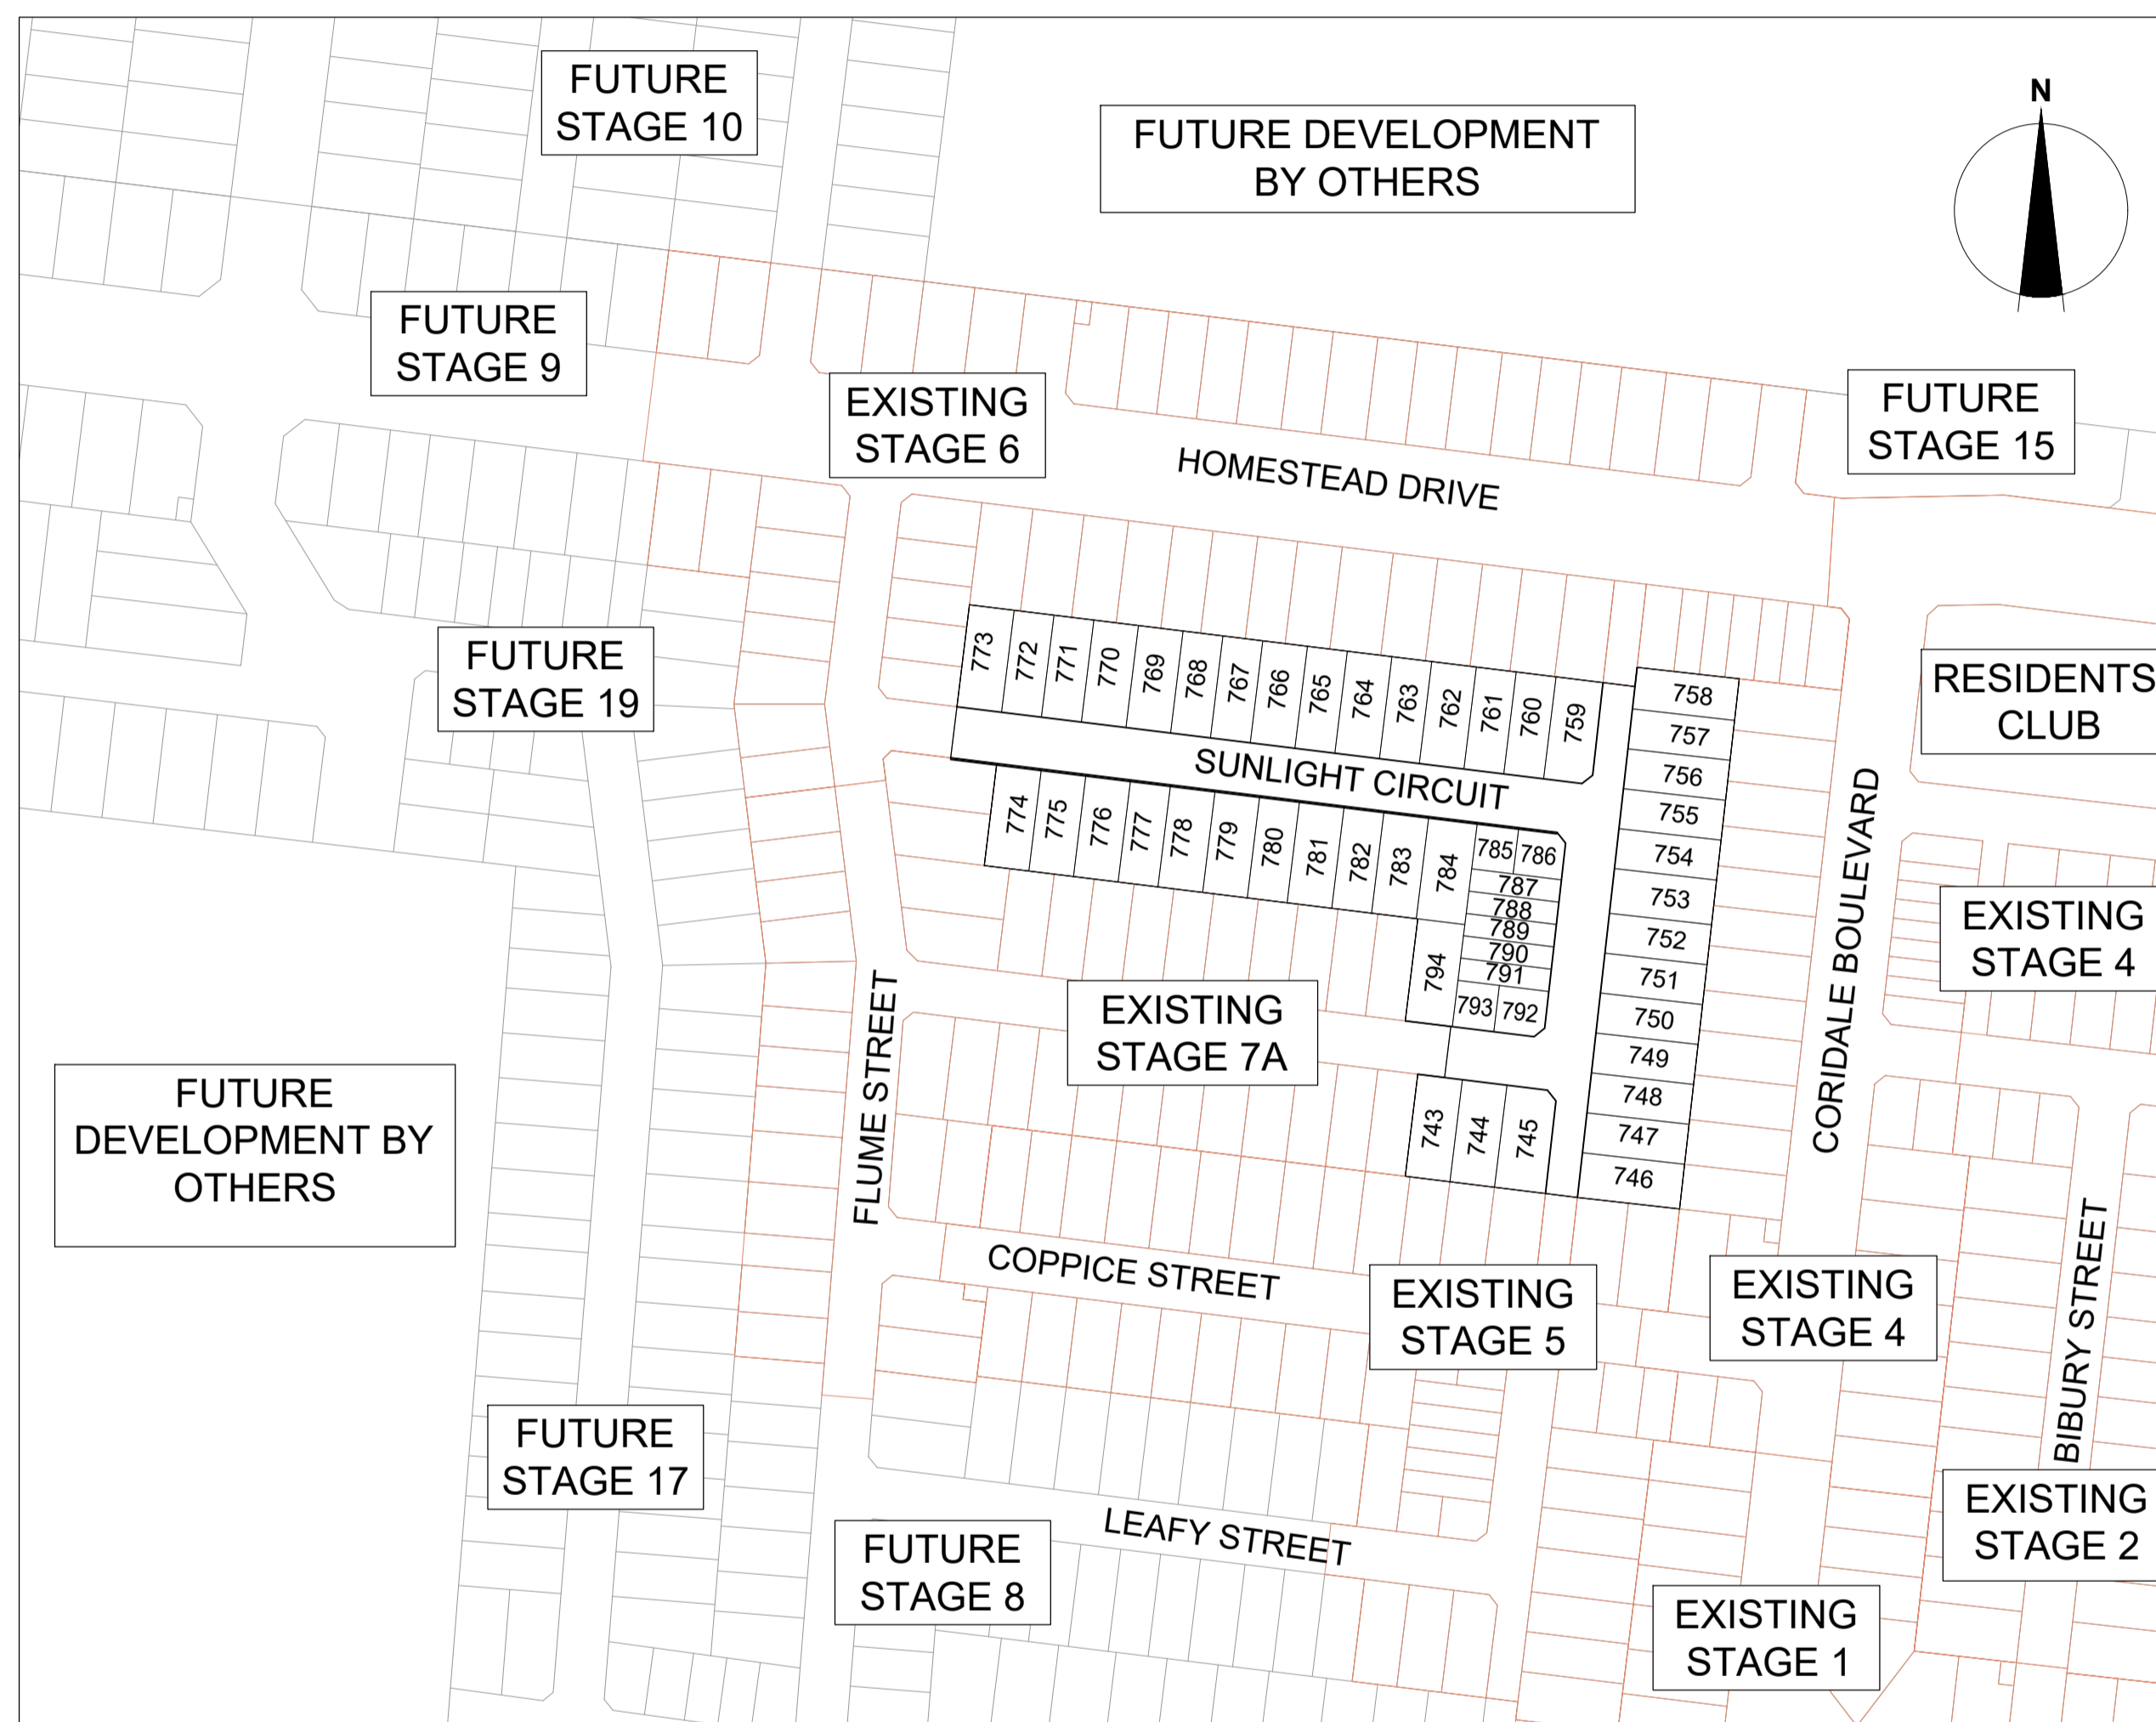 FUTURE
STAGE 10
FUTURE DEVELOPMENT
BY OTHERS
N
FUTURE
STAGE 9
EXISTING
STAGE 6
FUTURE
STAGE 15
HOMESTEAD DRIVE
FUTURE
STAGE 19
RESIDENTS
CLUB
773
772
771
770
769
768
767
766
765
764
763
762
761
760
759
758
757
756
755
754
753
752
751
750
749
748
747
746
SUNLIGHT CIRCUIT
774
775
776
777
778
779
780
781
782
783
784
785
786
787
788
789
790
791
793
792
794
CORIDALE BOULEVARD
EXISTING
STAGE 4
EXISTING
STAGE 7A
FLUME STREET
FUTURE
DEVELOPMENT BY
OTHERS
743
744
745
COPPICE STREET
EXISTING
STAGE 5
EXISTING
STAGE 4
BIBURY STREET
FUTURE
STAGE 17
LEAFY STREET
FUTURE
STAGE 8
EXISTING
STAGE 2
EXISTING
STAGE 1